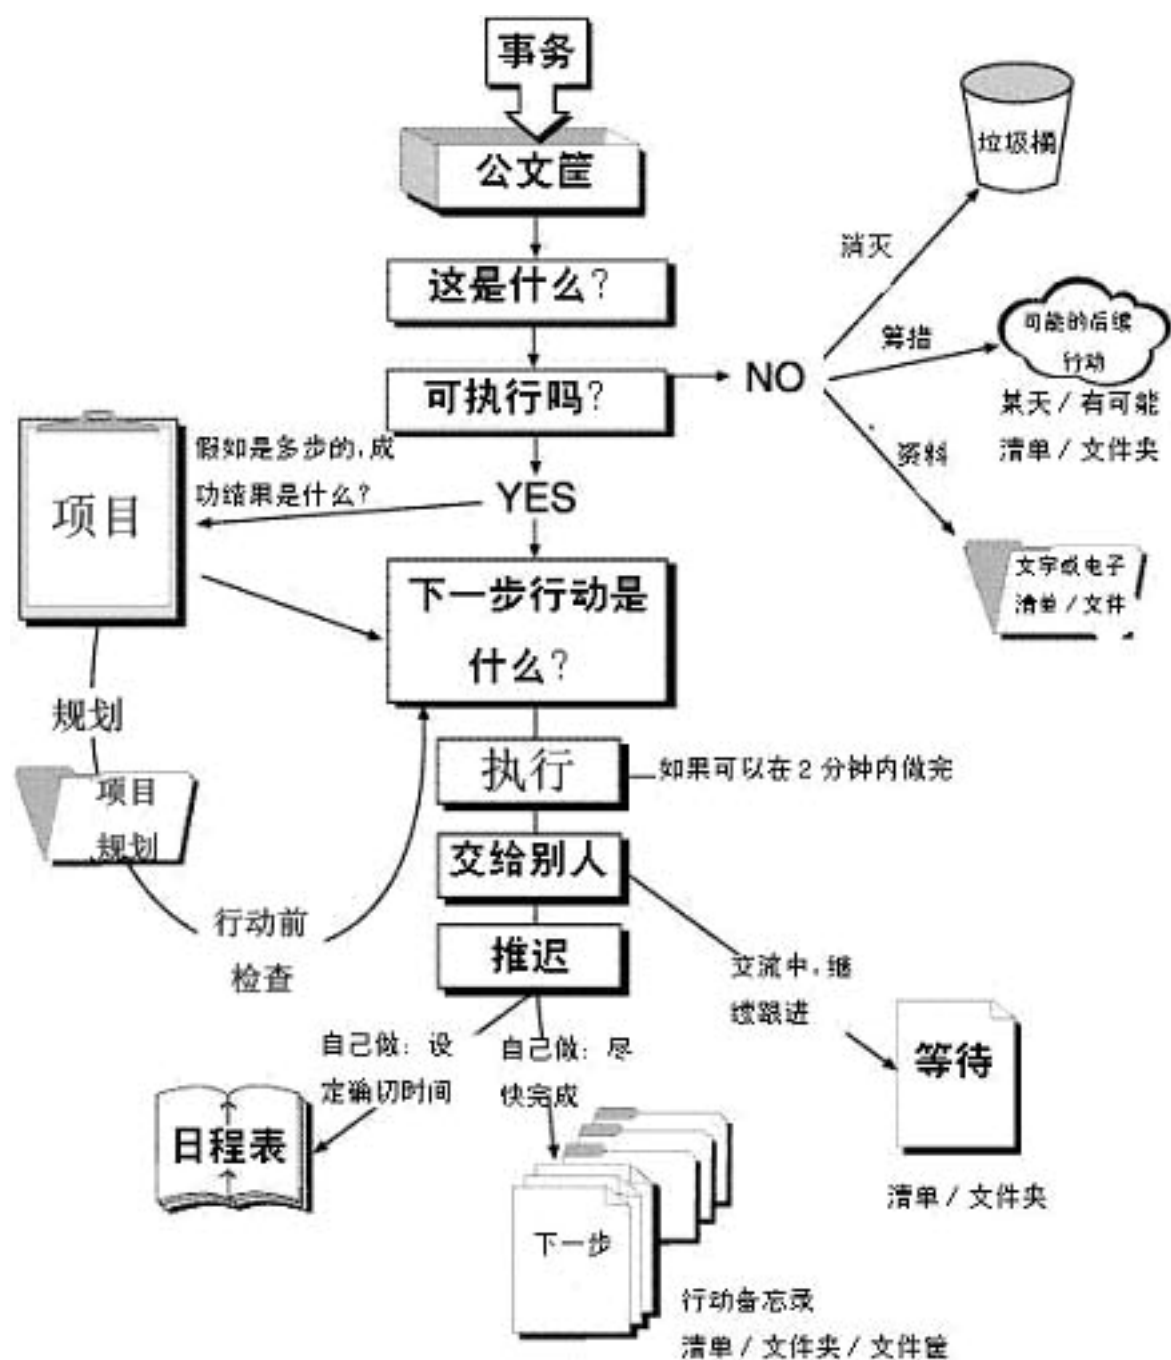 事务
公文筐
垃圾桶
消灭
这是什么？
筹措
可能的后续
行动
可执行吗？
NO
某天 / 有可能
清单 / 文件夹
假如是多步的，成
功结果是什么？
资料
项目
YES
文字或电子
清单 / 文件
下一步行动是
什么？
规划
执行
如果可以在 2 分钟内做完
项目
规划
交给别人
行动前
检查
推迟
交流中，继
续跟进
自己做：设
定确切时间
自己做：尽
快完成
等待
日程表
清单 / 文件夹
下一步
行动备忘录
清单 / 文件夹 / 文件筐